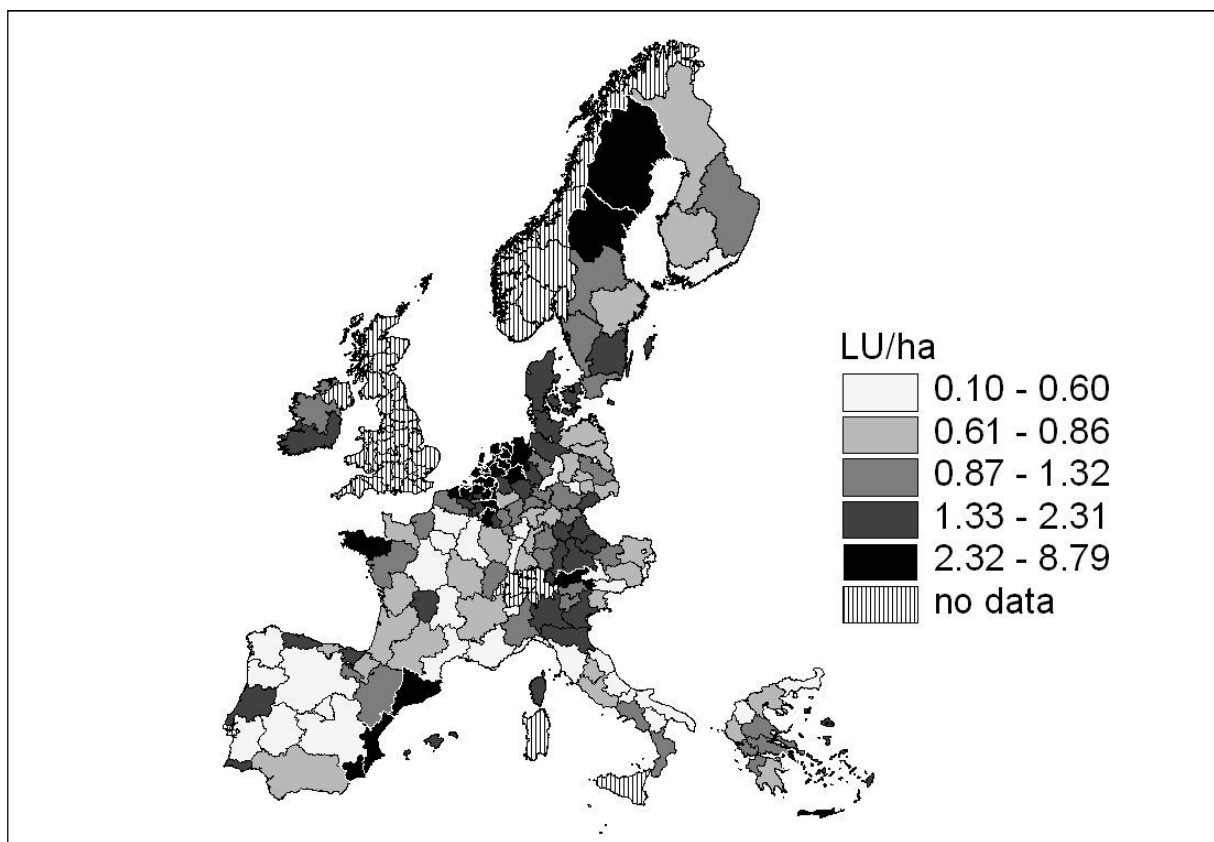 LU/ha
0.10 - 0.60
0.61 - 0.86
0.87 - 1.32
1.33 - 2.31
2.32 - 8.79
no data